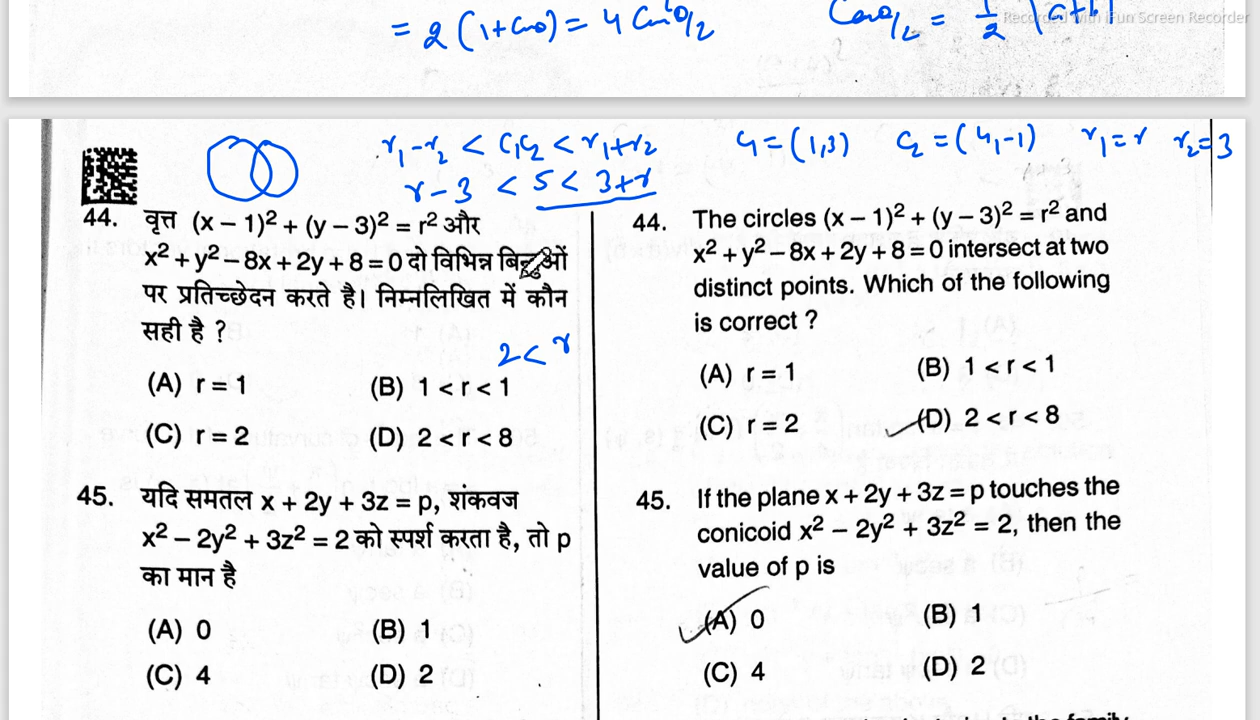 = 2 (1+cosθ) = 4 cos²θ/2
Cosθ/2 = 1/2
Recorded with iFun Screen Recorder
r₁-r₂ < C₁C₂ < r₁+r₂
C₁ = (1,3) C₂ = (4,-1) r₁=r r₂=3
r-3 < 5 < 3+r
44. वृत्त (x – 1)² + (y – 3)² = r² और
x² + y² – 8x + 2y + 8 = 0 दो विभिन्न बिन्दुओं
पर प्रतिच्छेदन करते है। निम्नलिखित में कौन
सही है ?
2 < r
(A) r = 1 (B) 1 < r < 1
(C) r = 2 (D) 2 < r < 8
45. यदि समतल x + 2y + 3z = p, शंकवज
x² – 2y² + 3z² = 2 को स्पर्श करता है, तो p
का मान है
(A) 0 (B) 1
(C) 4 (D) 2
44. The circles (x – 1)² + (y – 3)² = r² and
x² + y² – 8x + 2y + 8 = 0 intersect at two
distinct points. Which of the following
is correct ?
(A) r = 1 (B) 1 < r < 1
(C) r = 2 (D) 2 < r < 8
45. If the plane x + 2y + 3z = p touches the
conicoid x² – 2y² + 3z² = 2, then the
value of p is
(A) 0 (B) 1
(C) 4 (D) 2